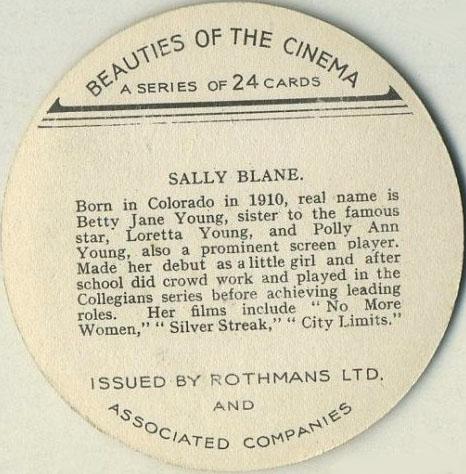 BEAUTIES OF THE CINEMA
A SERIES OF 24 CARDS
SALLY BLANE.
Born in Colorado in 1910, real name is
Betty Jane Young, sister to the famous
star, Loretta Young, and Polly Ann
Young, also a prominent screen player.
Made her debut as a little girl and after
school did crowd work and played in the
Collegians series before achieving leading
roles. Her films include " No More
Women," " Silver Streak," " City Limits."
ISSUED BY ROTHMANS LTD.
AND
ASSOCIATED COMPANIES